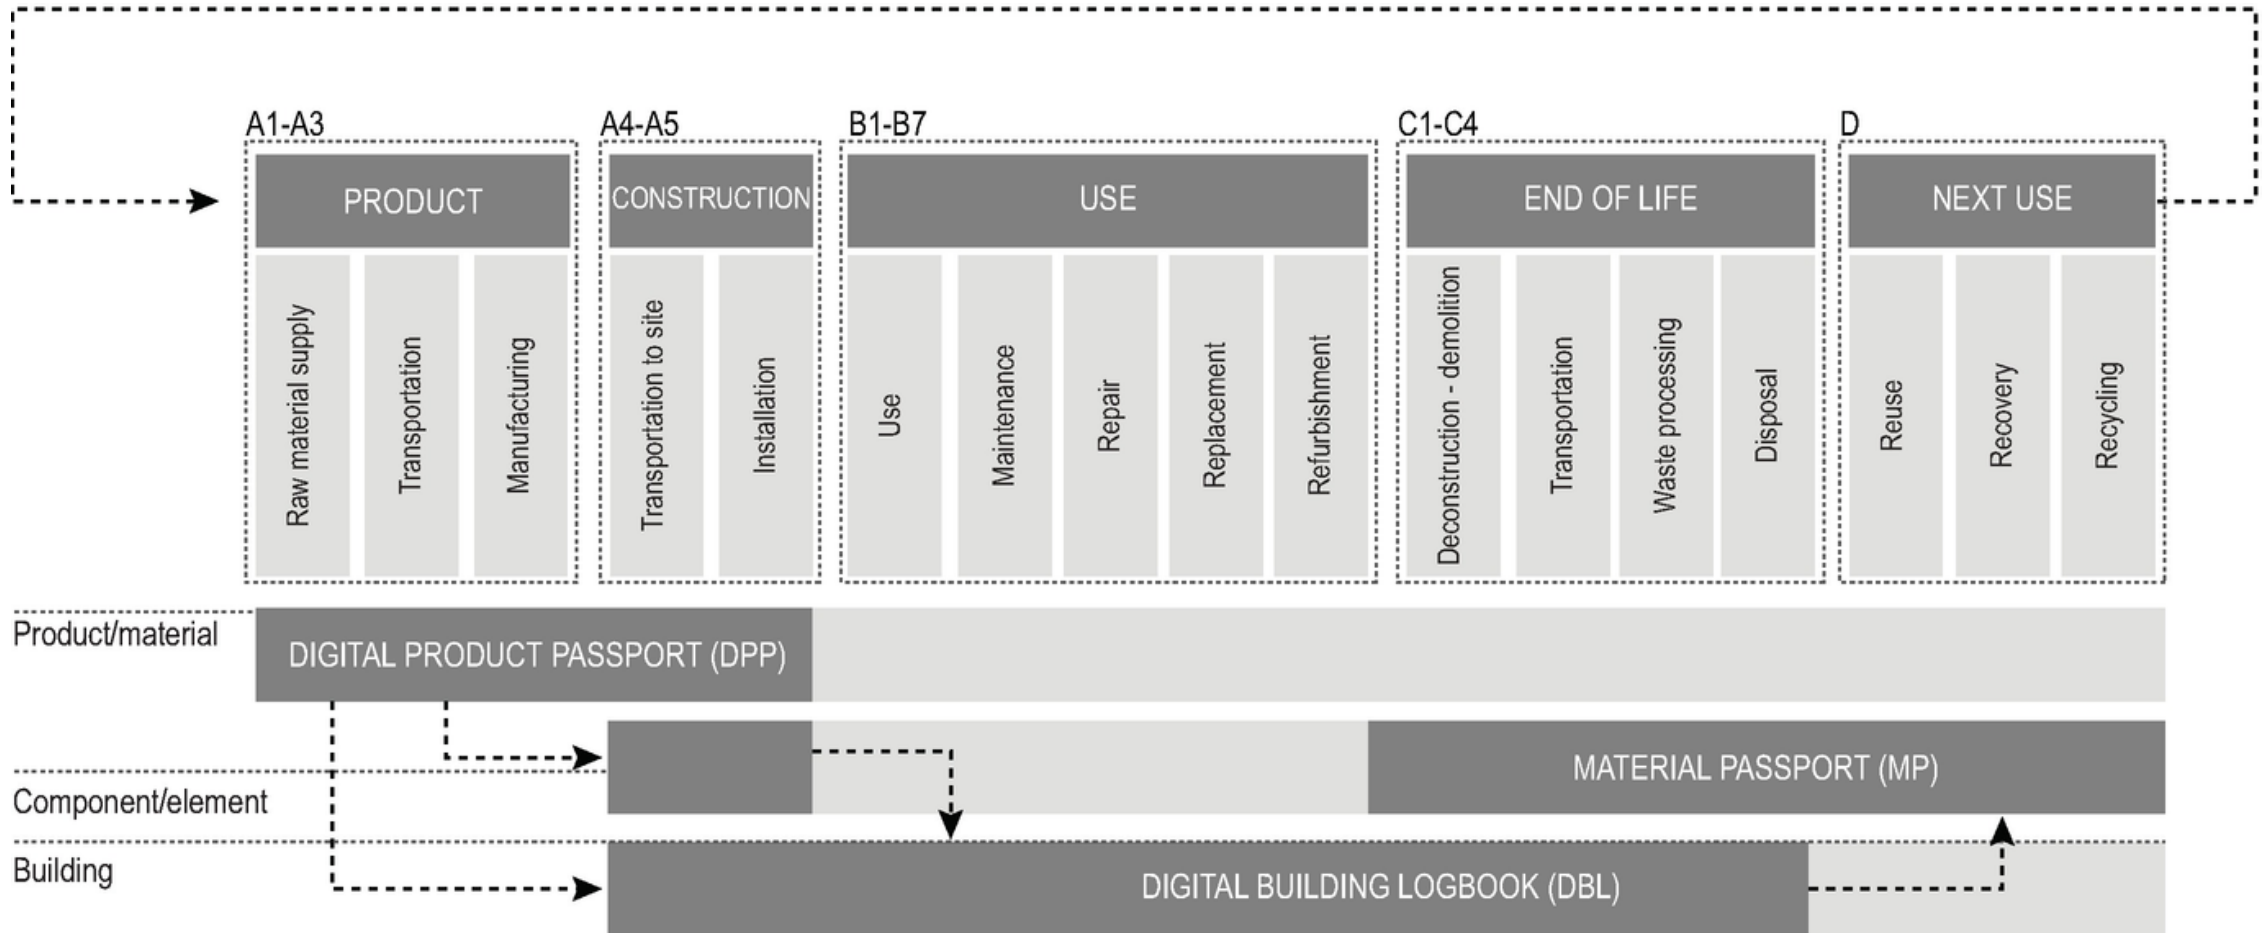 A1-A3
A4-A5
B1-B7
C1-C4
D
PRODUCT
CONSTRUCTION
USE
END OF LIFE
NEXT USE
Raw material supply
Transportation
Manufacturing
Transportation to site
Installation
Use
Maintenance
Repair
Replacement
Refurbishment
Deconstruction - demolition
Transportation
Waste processing
Disposal
Reuse
Recovery
Recycling
Product/material
DIGITAL PRODUCT PASSPORT (DPP)
MATERIAL PASSPORT (MP)
Component/element
Building
DIGITAL BUILDING LOGBOOK (DBL)